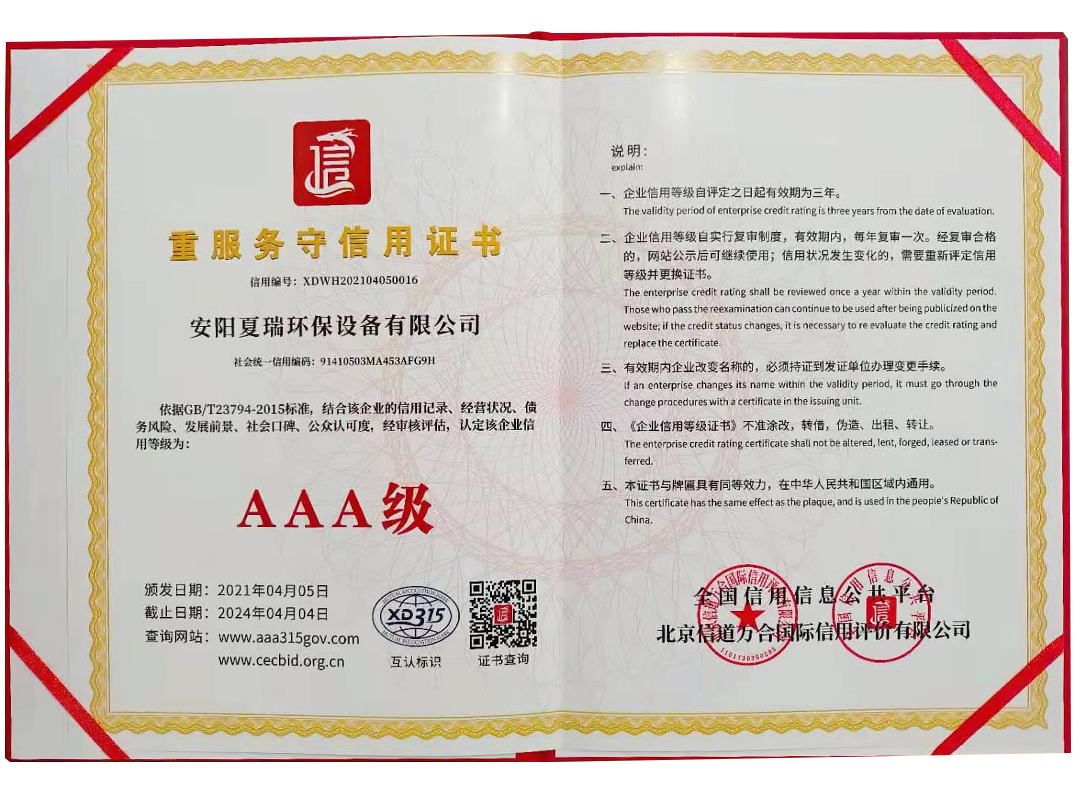 信
重服务守信用证书
信用编号：XDWH202104050016
安阳夏瑞环保设备有限公司
社会统一信用编码：91410503MA453AFG9H
依据GB/T23794-2015标准，结合该企业的信用记录、经营状况、债
务风险、发展前景、社会口碑、公众认可度，经审核评估，认定该企业信
用等级为：
AAA级
颁发日期：2021年04月05日
截止日期：2024年04月04日
查询网站：www.aaa315gov.com
www.cecbid.org.cn
XD315
互认标识
信
证书查询
说明：
explain:
一、企业信用等级自评定之日起有效期为三年。
The validity period of enterprise credit rating is three years from the date of evaluation.
二、企业信用等级自实行复审制度，有效期内，每年复审一次。经复审合格
的，网站公示后可继续使用；信用状况发生变化的，需要重新评定信用
等级并更换证书。
The enterprise credit rating shall be reviewed once a year within the validity period.
Those who pass the reexamination can continue to be used after being publicized on the
website; if the credit status changes, it is necessary to re evaluate the credit rating and
replace the certificate.
三、有效期内企业改变名称的，必须持证到发证单位办理变更手续。
If an enterprise changes its name within the validity period, it must go through the
change procedures with a certificate in the issuing unit.
四、《企业信用等级证书》不准涂改，转借，伪造、出租、转让。
The enterprise credit rating certificate shall not be altered, lent, forged, leased or trans-
ferred.
五、本证书与牌匾具有同等效力，在中华人民共和国区域内通用。
This certificate has the same effect as the plaque, and is used in the people's Republic of
China.
全国信用信息公共平台
北京信道万合国际信用评价有限公司
信